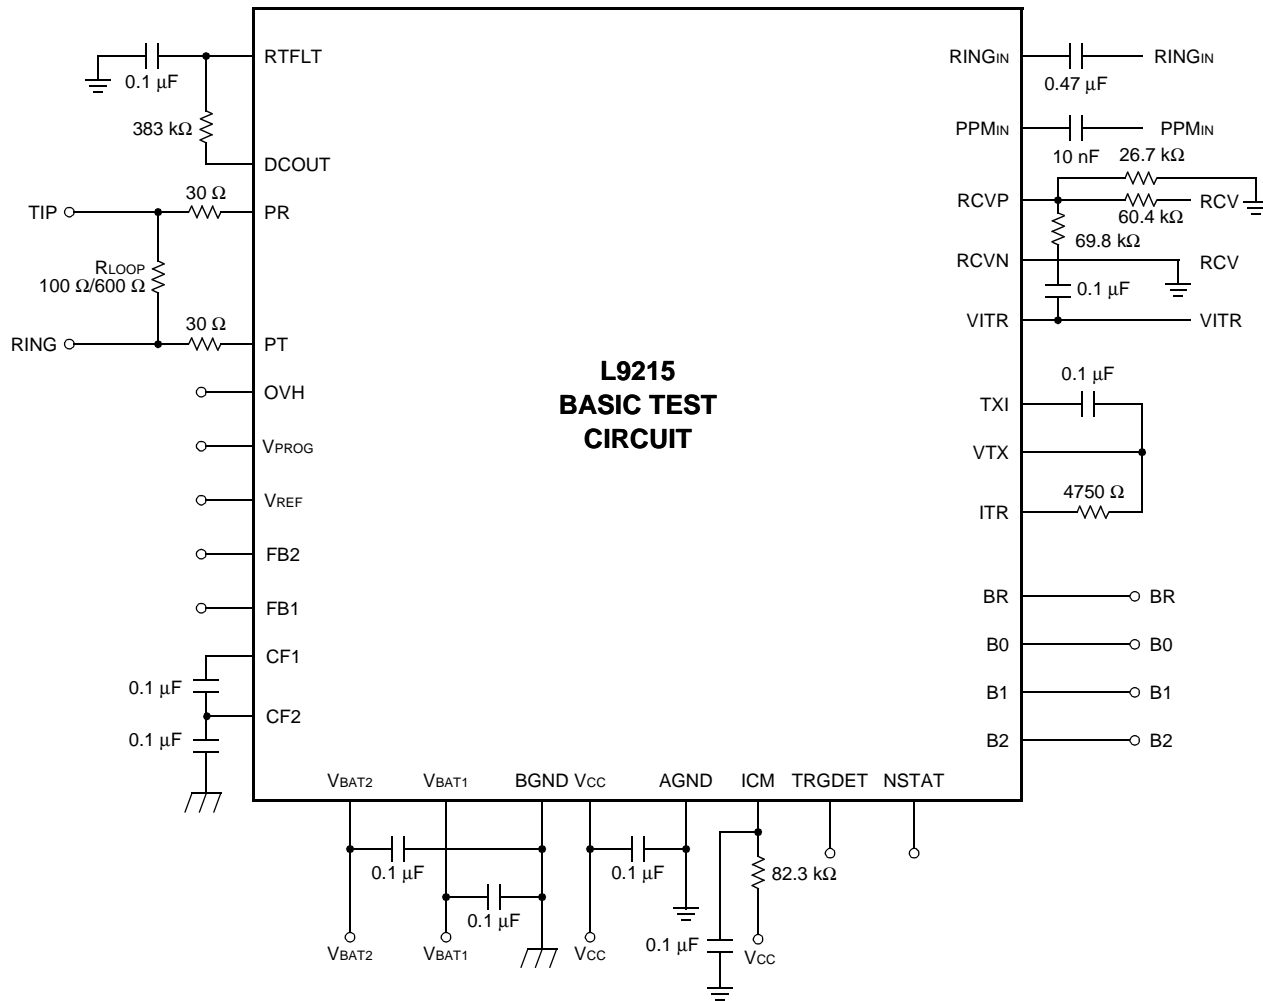 RTFLT
0.1 µF
383 kΩ
DCOUT
30 Ω
TIP
PR
RLOOP
100 Ω/600 Ω
30 Ω
RING
PT
OVH
VPROG
VREF
FB2
FB1
CF1
0.1 µF
CF2
0.1 µF
L9215
BASIC TEST
CIRCUIT
RINGIN
RINGIN
0.47 µF
PPMIN
PPMIN
10 nF
26.7 kΩ
RCVP
RCV
60.4 kΩ
69.8 kΩ
RCVN
RCV
0.1 µF
VITR
VITR
0.1 µF
TXI
VTX
4750 Ω
ITR
BR
BR
B0
B0
B1
B1
B2
B2
VBAT2
VBAT1
BGND
VCC
AGND
ICM
TRGDET
NSTAT
0.1 µF
0.1 µF
82.3 kΩ
0.1 µF
0.1 µF
VBAT2
VBAT1
VCC
VCC